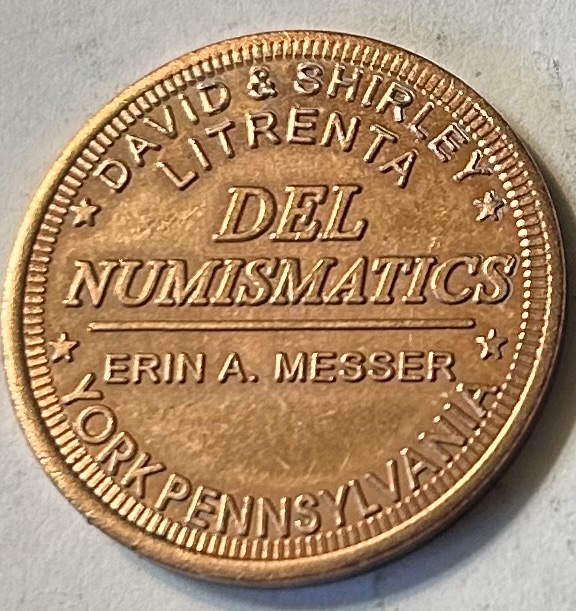 DAVID & SHIRLEY
LITRENTA
DEL
NUMISMATICS
ERIN A. MESSER
YORK PENNSYLVANIA